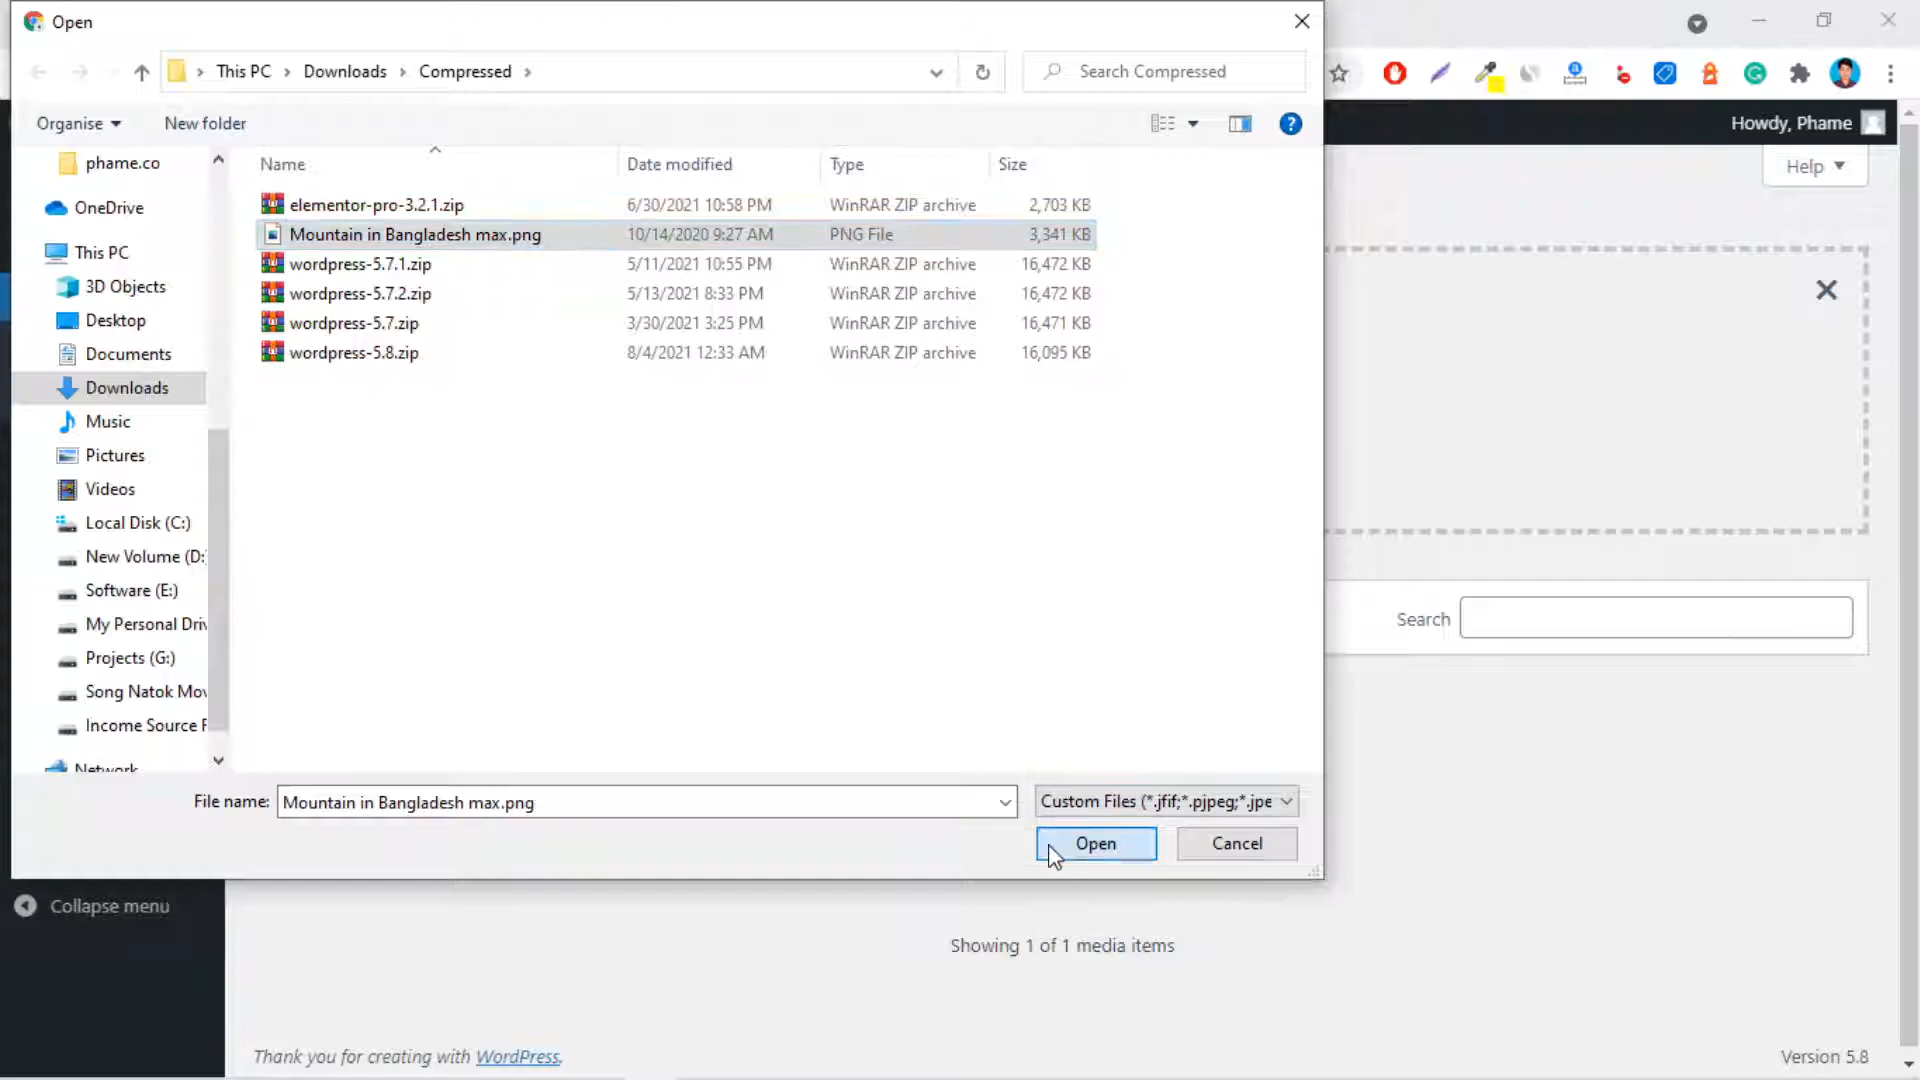 Open
This PC > Downloads > Compressed >
Search Compressed
Organise
New folder
Howdy, Phame
Help
phame.co
OneDrive
This PC
3D Objects
Desktop
Documents
Downloads
Music
Pictures
Videos
Local Disk (C:)
New Volume (D:
Software (E:)
My Personal Driv
Projects (G:)
Song Natok Mov
Income Source F
Network
Name Date modified Type Size
elementor-pro-3.2.1.zip 6/30/2021 10:58 PM WinRAR ZIP archive 2,703 KB
Mountain in Bangladesh max.png 10/14/2020 9:27 AM PNG File 3,341 KB
wordpress-5.7.1.zip 5/11/2021 10:55 PM WinRAR ZIP archive 16,472 KB
wordpress-5.7.2.zip 5/13/2021 8:33 PM WinRAR ZIP archive 16,472 KB
wordpress-5.7.zip 3/30/2021 3:25 PM WinRAR ZIP archive 16,471 KB
wordpress-5.8.zip 8/4/2021 12:33 AM WinRAR ZIP archive 16,095 KB
Search
File name: Mountain in Bangladesh max.png Custom Files (*.jfif;*.pjpeg;*.jpe
Open Cancel
Collapse menu
Showing 1 of 1 media items
Thank you for creating with WordPress.
Version 5.8